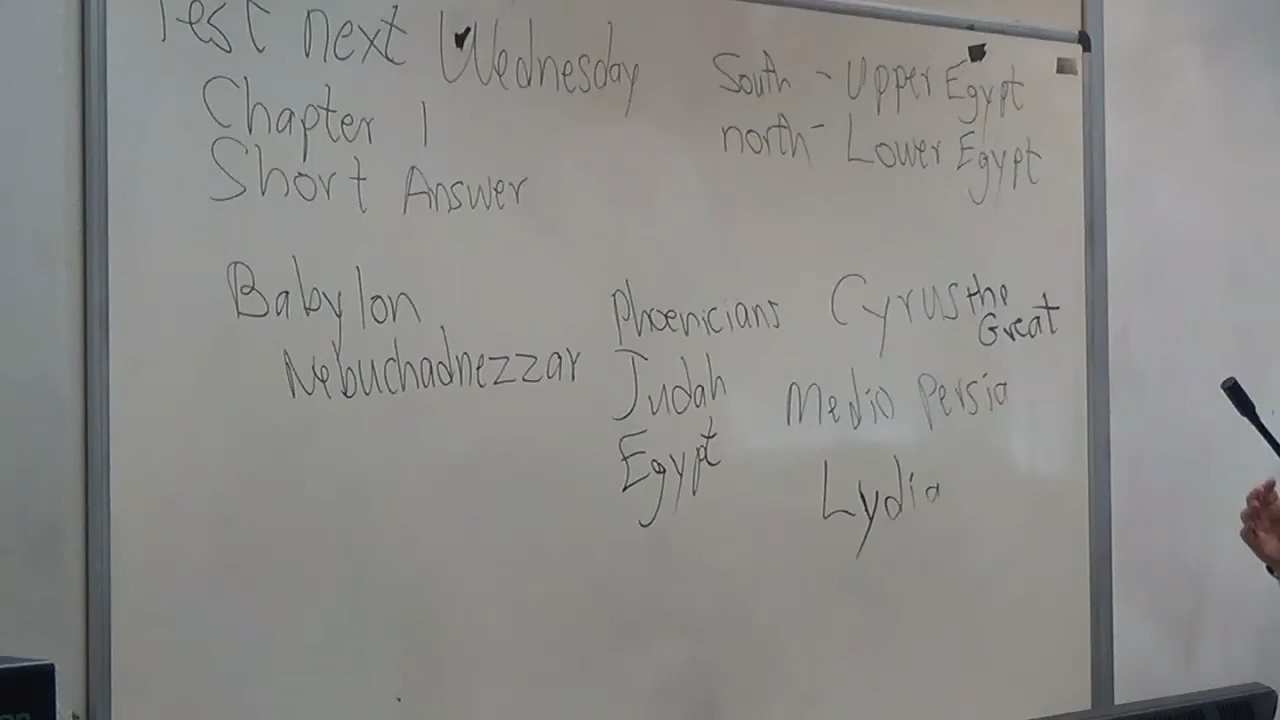 Test next Wednesday
Chapter 1
Short Answer
South - Upper Egypt
north - Lower Egypt
Babylon
Nebuchadnezzar
Phoenicians
Judah
Egypt
Cyrus the
Great
Medio Persia
Lydia